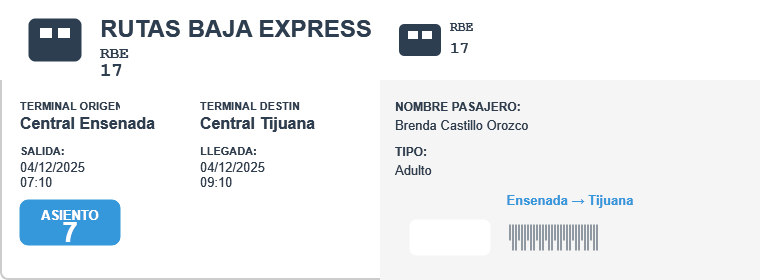 RUTAS BAJA EXPRESS
RBE
17
TERMINAL ORIGEN
Central Ensenada
TERMINAL DESTIN
Central Tijuana
SALIDA:
04/12/2025
07:10
LLEGADA:
04/12/2025
09:10
ASIENTO
7
RBE
17
NOMBRE PASAJERO:
Brenda Castillo Orozco
TIPO:
Adulto
Ensenada → Tijuana